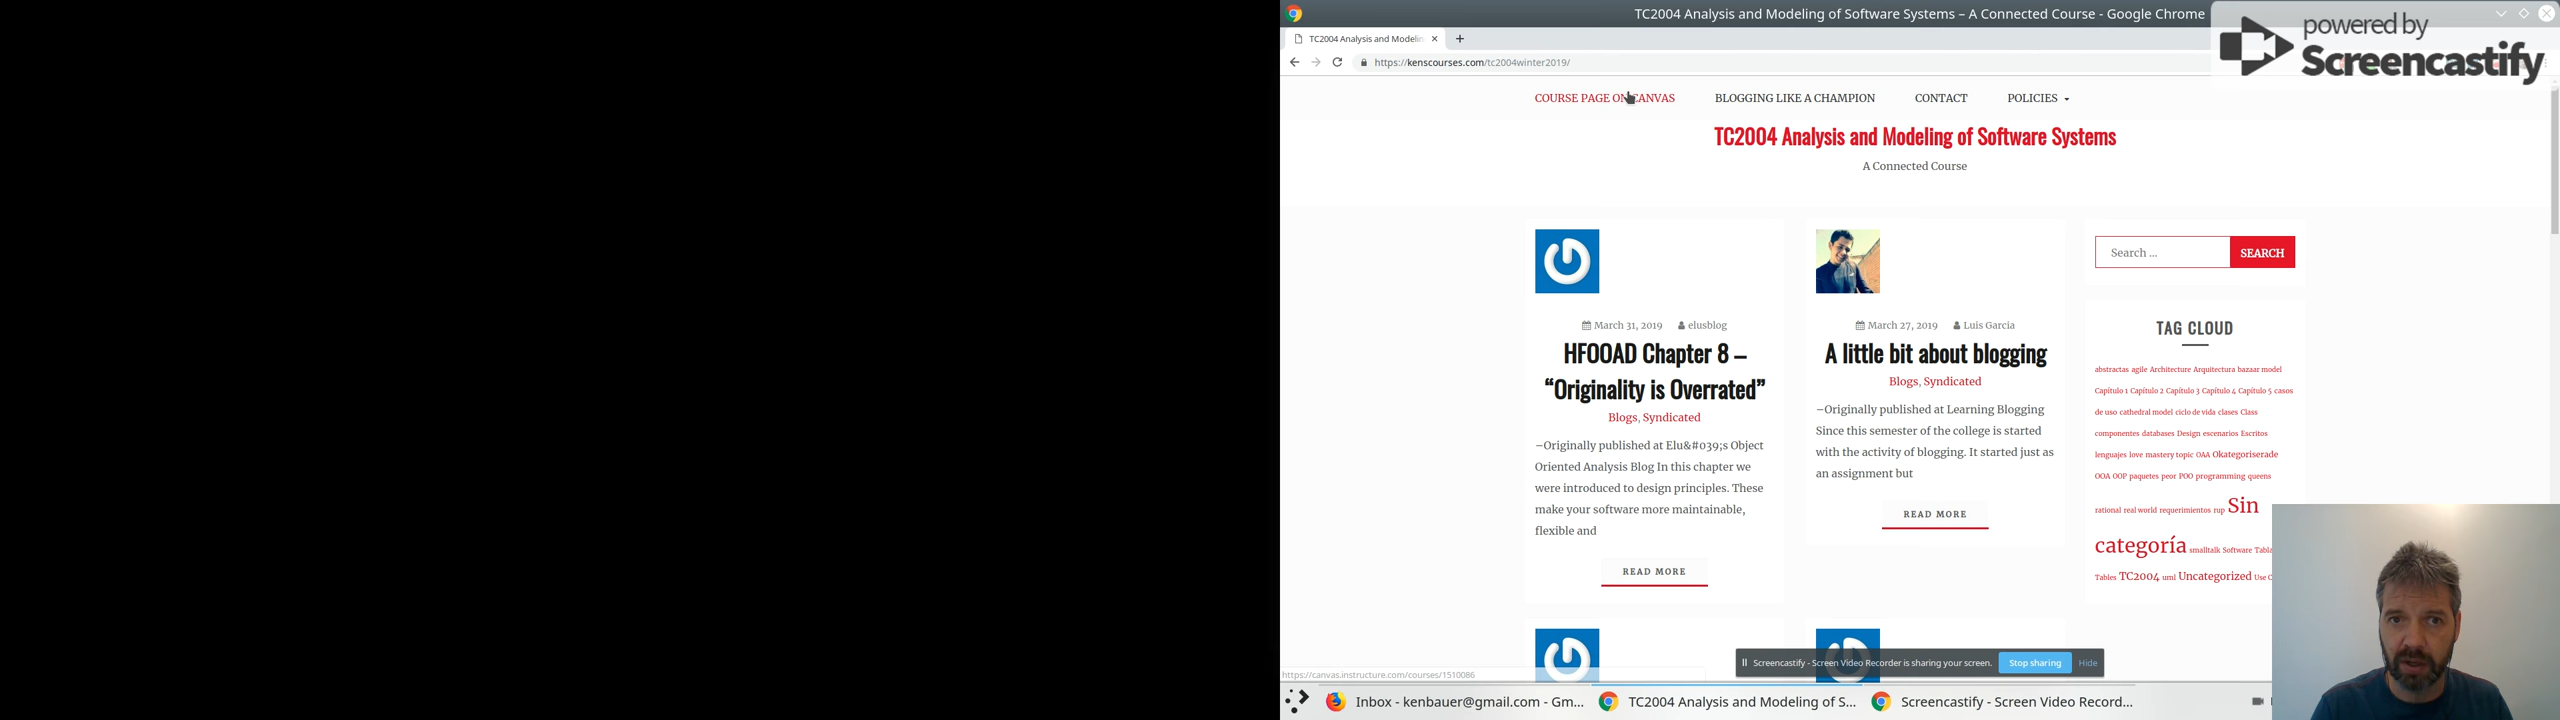 TC2004 Analysis and Modeling of Software Systems – A Connected Course - Google Chrome
powered by
Screencastify
TC2004 Analysis and Modelin
https://kenscourses.com/tc2004winter2019/
COURSE PAGE ON CANVAS
BLOGGING LIKE A CHAMPION
CONTACT
POLICIES
TC2004 Analysis and Modeling of Software Systems
A Connected Course
March 31, 2019 elusblog
HFOOAD Chapter 8 –
“Originality is Overrated”
Blogs, Syndicated
–Originally published at Elu&#039;s Object
Oriented Analysis Blog In this chapter we
were introduced to design principles. These
make your software more maintainable,
flexible and
READ MORE
March 27, 2019 Luis Garcia
A little bit about blogging
Blogs, Syndicated
–Originally published at Learning Blogging
Since this semester of the college is started
with the activity of blogging. It started just as
an assignment but
READ MORE
Search ...
SEARCH
TAG CLOUD
abstractas agile Architecture Arquitectura bazaar model
Capítulo 1 Capítulo 2 Capítulo 3 Capítulo 4 Capítulo 5 casos
de uso cathedral model ciclo de vida clases Class
componentes databases Design escenarios Escritos
lenguajes love mastery topic OAA Okategoriserade
OOA OOP paquetes peor POO programming queens
rational real world requerimientos rup Sin
categoría smalltalk Software Tabla
Tables TC2004 uml Uncategorized Use C
Screencastify - Screen Video Recorder is sharing your screen.
Stop sharing
Hide
https://canvas.instructure.com/courses/1510086
Inbox - kenbauer@gmail.com - Gm...
TC2004 Analysis and Modeling of S...
Screencastify - Screen Video Record...